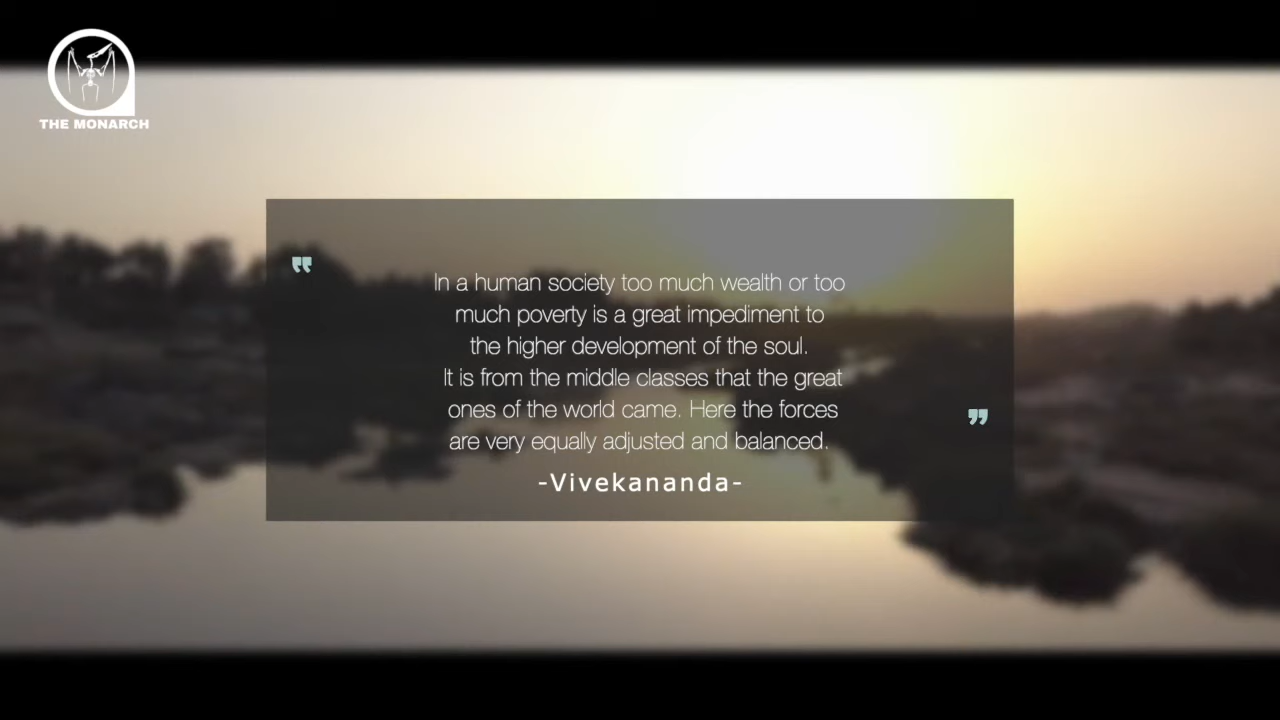 THE MONARCH
"
In a human society too much wealth or too
much poverty is a great impediment to
the higher development of the soul.
It is from the middle classes that the great
ones of the world came. Here the forces
are very equally adjusted and balanced.
"
-Vivekananda-